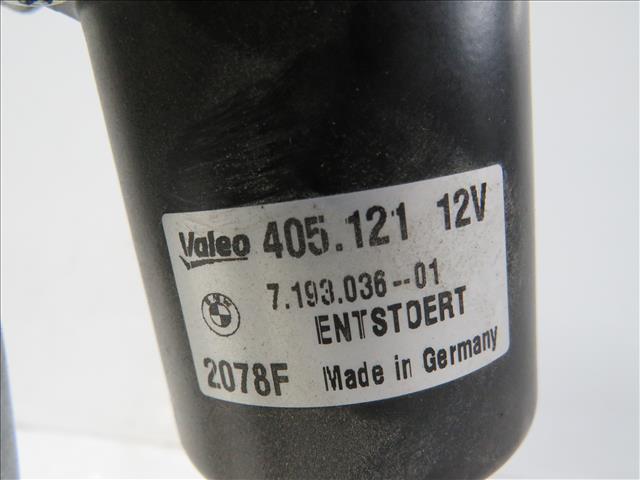 Valeo 405.121 12V
7.193.036--01
ENTSTOERT
2078F Made in Germany